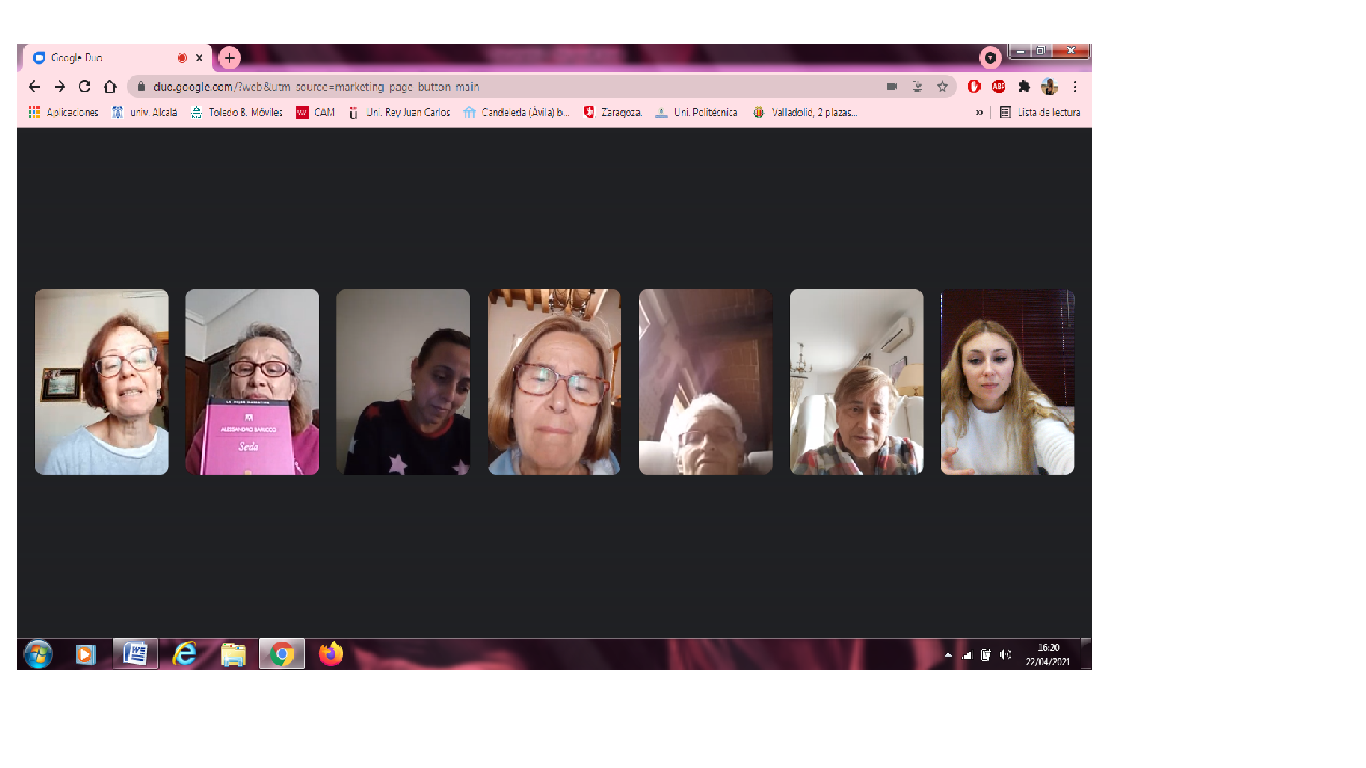 Google Duo
duo.google.com/?web&utm_source=marketing_page_button_main
ABP
Aplicaciones univ. Alcalá Toledo B. Móviles CAM Uni. Rey Juan Carlos Candeleda (Ávila) b... Zaragoza. Uni. Politécnica Valladolid, 2 plazas... » Lista de lectura
ALESSANDRO BARICCO
Seda
16:20
22/04/2021